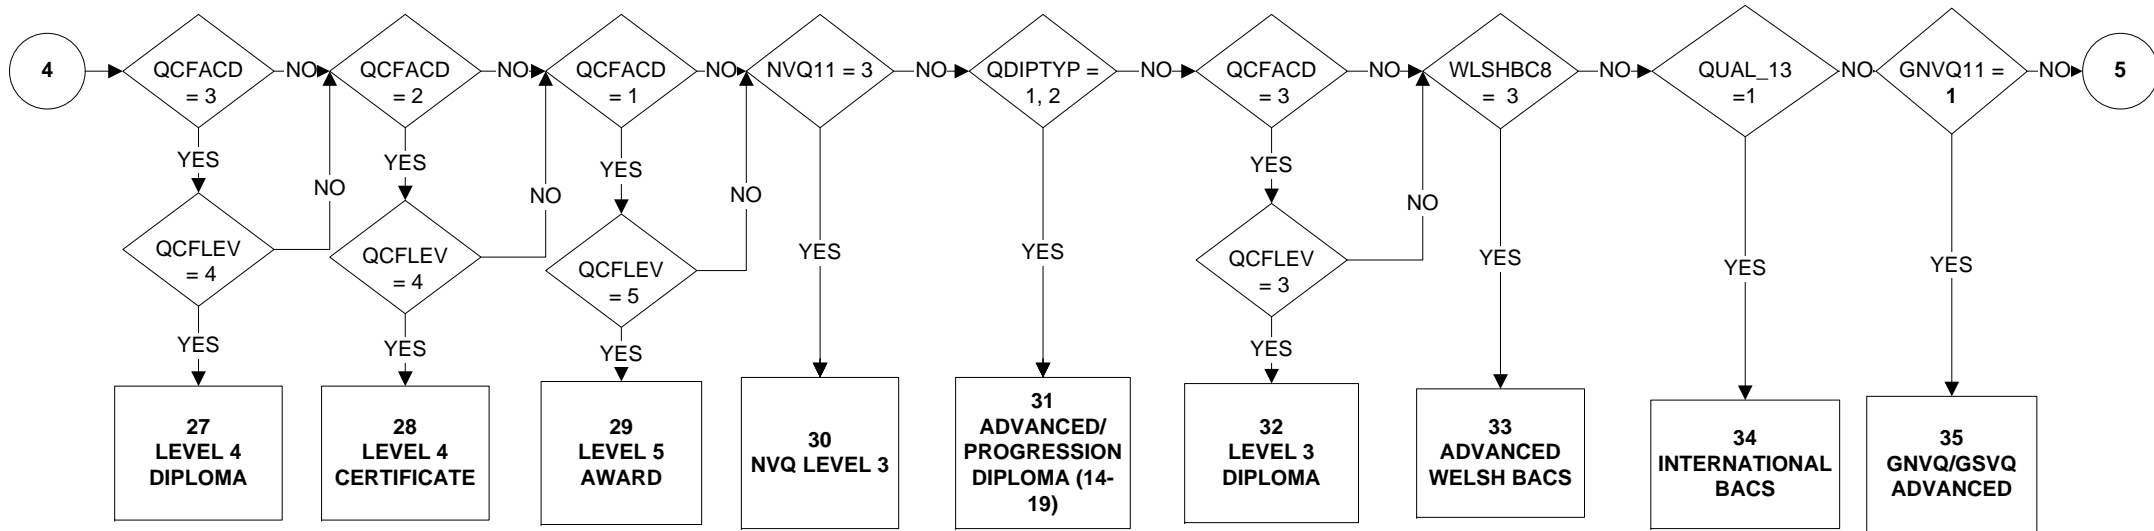 4
QCFACD
= 3
NO
QCFACD
= 2
NO
QCFACD
= 1
NO
NVQ11 = 3
NO
QDIPTYP =
1, 2
NO
QCFACD
= 3
NO
WLSHBC8
= 3
NO
QUAL_13
=1
NO
GNVQ11 =
1
NO
5
YES
YES
YES
YES
NO
NO
NO
NO
QCFLEV
= 4
QCFLEV
= 4
QCFLEV
= 5
QCFLEV
= 3
YES
YES
YES
YES
YES
YES
YES
YES
YES
27
LEVEL 4
DIPLOMA
28
LEVEL 4
CERTIFICATE
29
LEVEL 5
AWARD
30
NVQ LEVEL 3
31
ADVANCED/
PROGRESSION
DIPLOMA (14-
19)
32
LEVEL 3
DIPLOMA
33
ADVANCED
WELSH BACS
34
INTERNATIONAL
BACS
35
GNVQ/GSVQ
ADVANCED